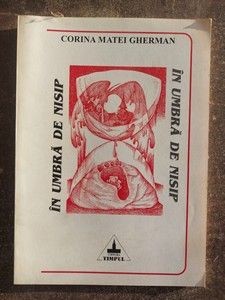 CORINA MATEI GHERMAN
ÎN UMBRĂ DE NISIP
ÎN UMBRĂ DE NISIP
TIMPUL